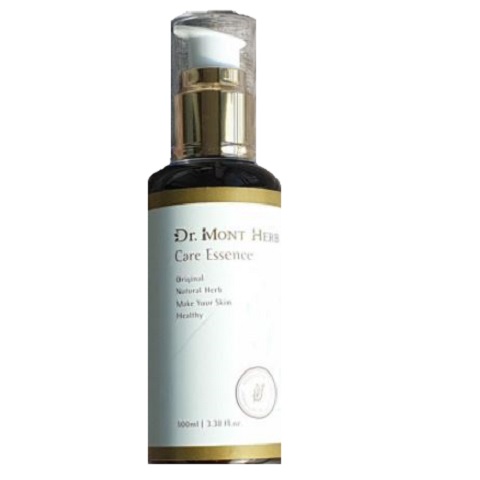 Dr. Mont Herb
Care Essence
Original
Natural Herb
Make Your Skin
Healthy
100ml | 3.38 fl.oz